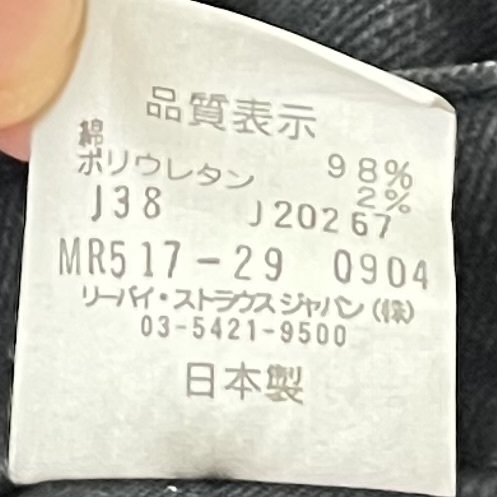 品質表示
綿 98%
ポリウレタン 2%
J38 J20267
MR517-29 0904
リーバイ・ストラウスジャパン(株)
03-5421-9500
日本製